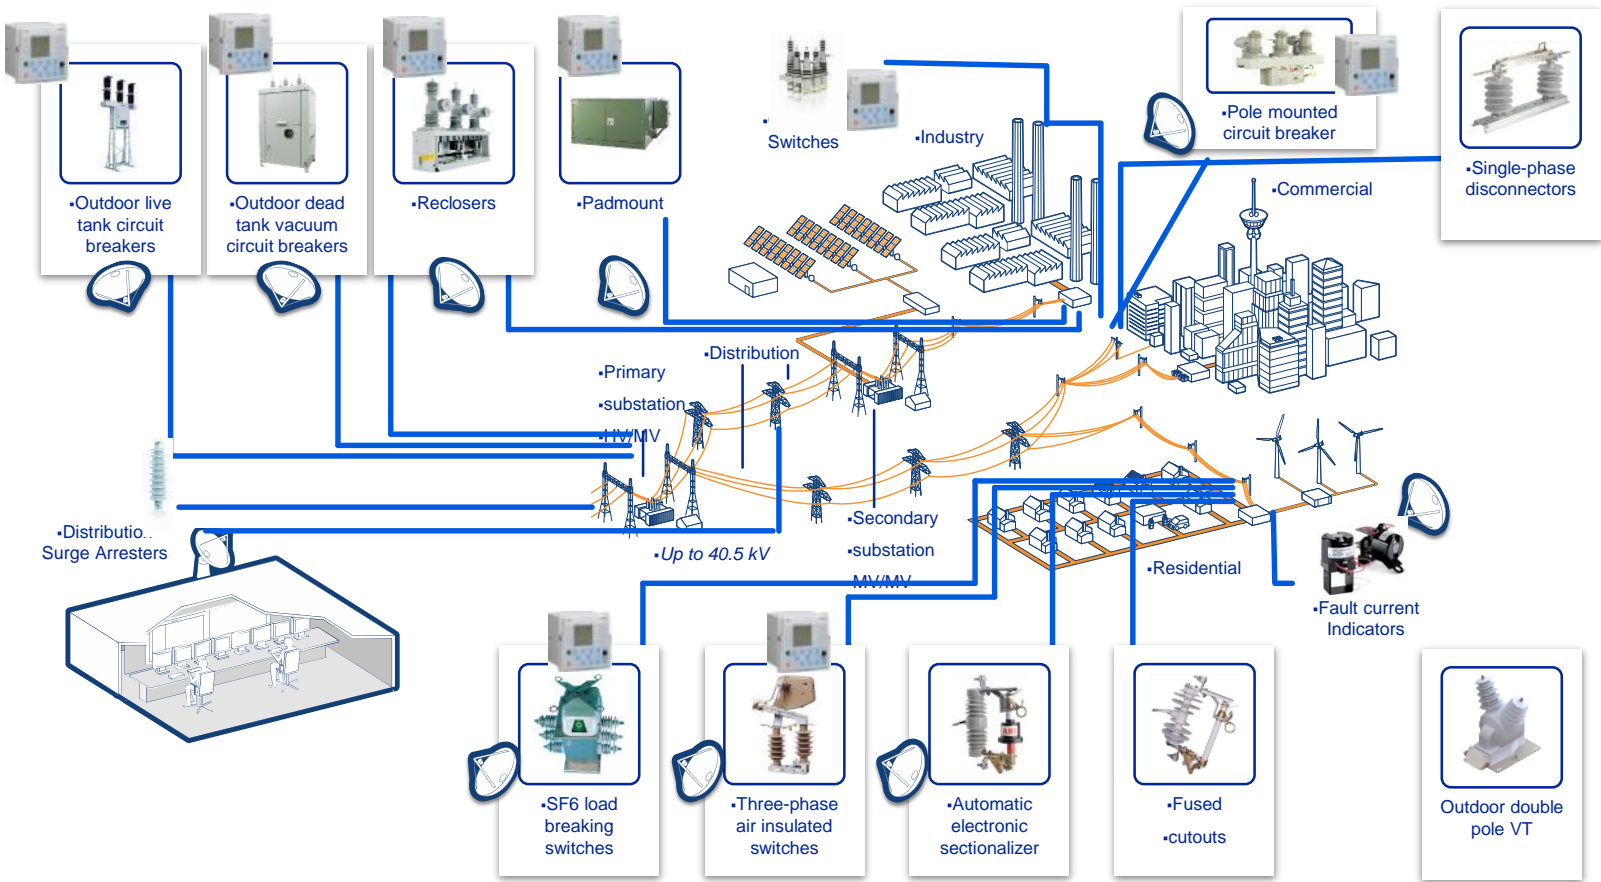 ▪Outdoor live
tank circuit
breakers
▪Outdoor dead
tank vacuum
circuit breakers
▪Reclosers
▪Padmount
Switches
▪Industry
▪Pole mounted
circuit breaker
▪Single-phase
disconnectors
▪Commercial
▪Distribution
▪Primary
▪substation
▪HV/MV
▪Distribution
Surge Arresters
▪Up to 40.5 kV
▪Secondary
▪substation
MV/MV
▪Residential
▪Fault current
Indicators
▪SF6 load
breaking
switches
▪Three-phase
air insulated
switches
ABB
▪Automatic
electronic
sectionalizer
▪Fused
▪cutouts
Outdoor double
pole VT